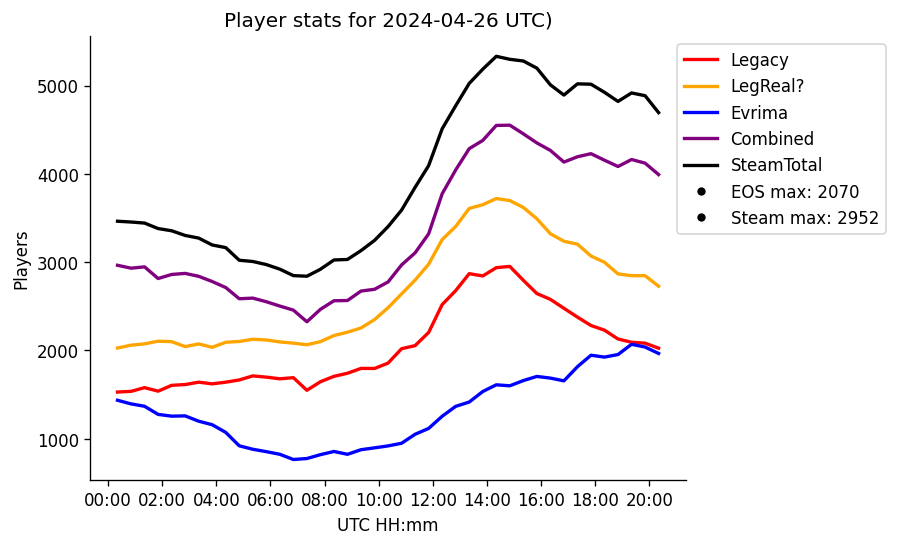 Player stats for 2024-04-26 UTC)
Players
5000
4000
3000
2000
1000
00:00 02:00 04:00 06:00 08:00 10:00 12:00 14:00 16:00 18:00 20:00
UTC HH:mm
Legacy
LegReal?
Evrima
Combined
SteamTotal
EOS max: 2070
Steam max: 2952